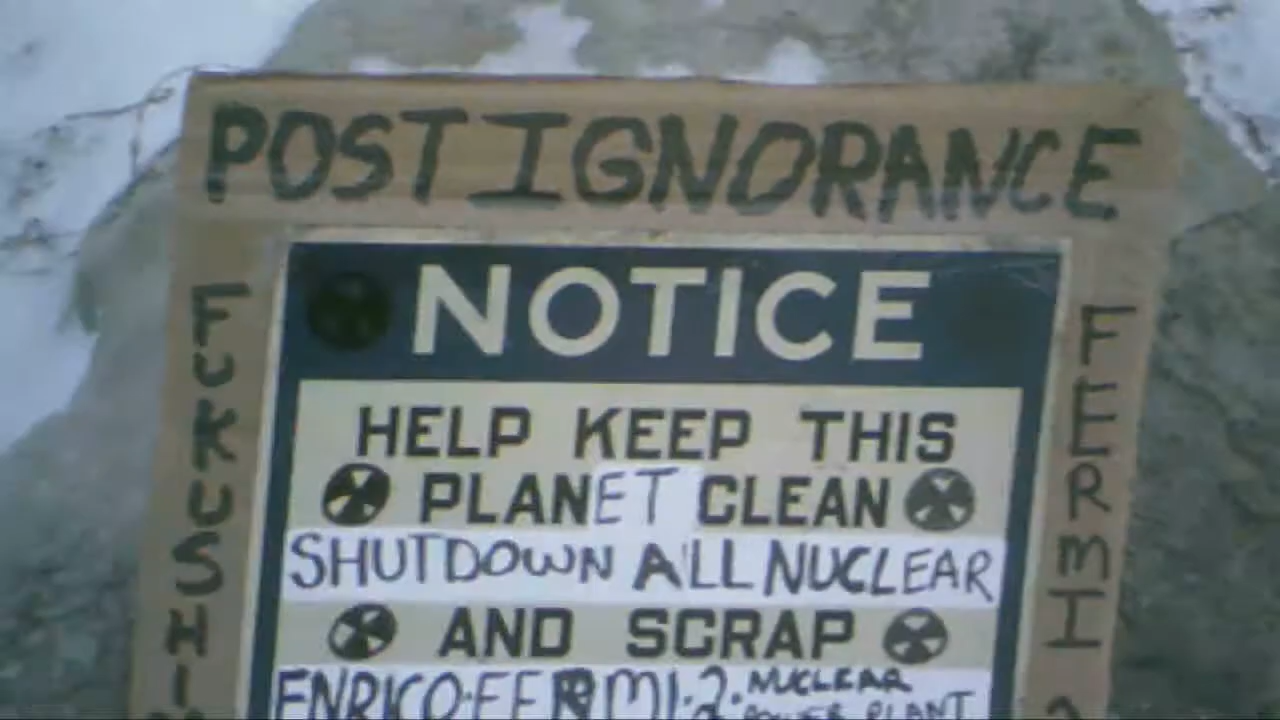 POST IGNORANCE
NOTICE
HELP KEEP THIS
PLANET CLEAN
SHUTDOWN ALL NUCLEAR
AND SCRAP
ENRICO·FERMI·2·NUCLEAR
POWER PLANT
FUKUSHI
FERMI